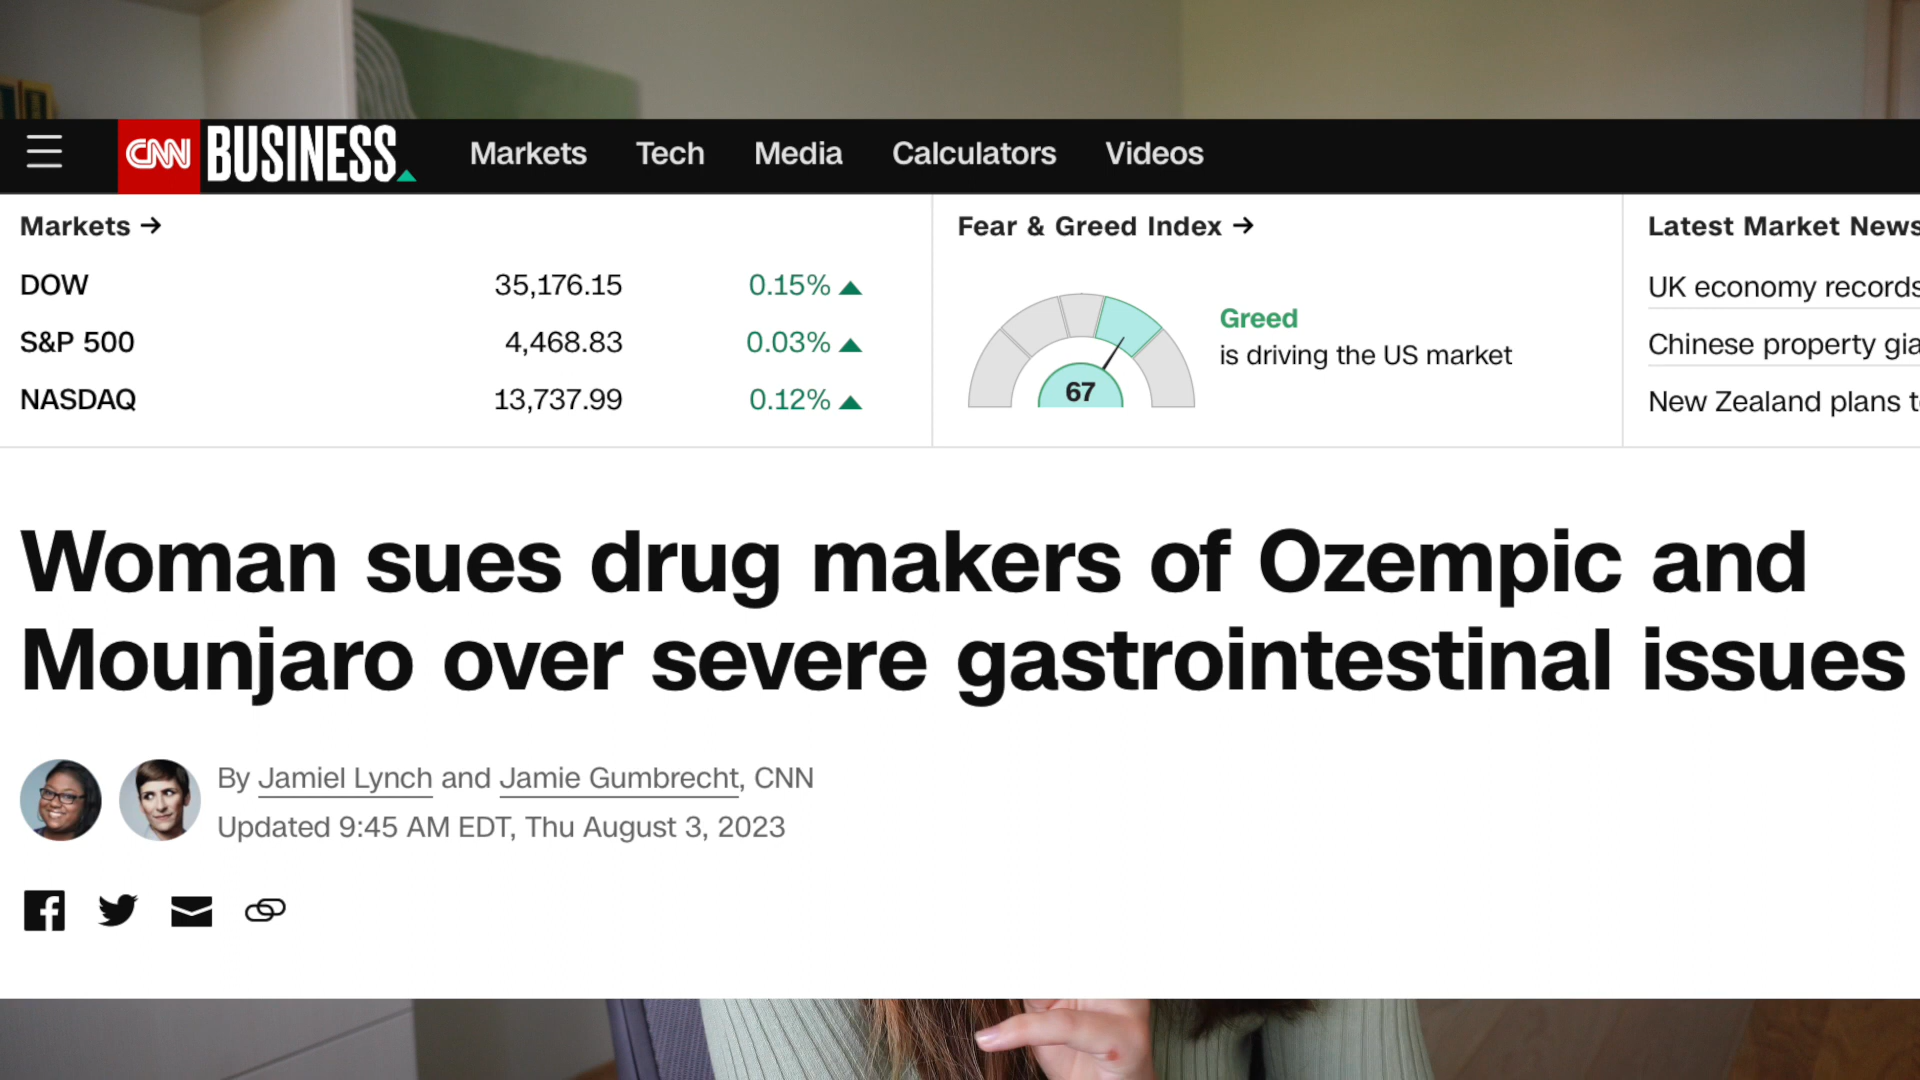 CNN BUSINESS
Markets Tech Media Calculators Videos
Markets →
DOW 35,176.15 0.15%
S&P 500 4,468.83 0.03%
NASDAQ 13,737.99 0.12%
Fear & Greed Index →
67
Greed
is driving the US market
Latest Market News
UK economy records
Chinese property
New Zealand plans
Woman sues drug makers of Ozempic and
Mounjaro over severe gastrointestinal issues
By Jamiel Lynch and Jamie Gumbrecht, CNN
Updated 9:45 AM EDT, Thu August 3, 2023